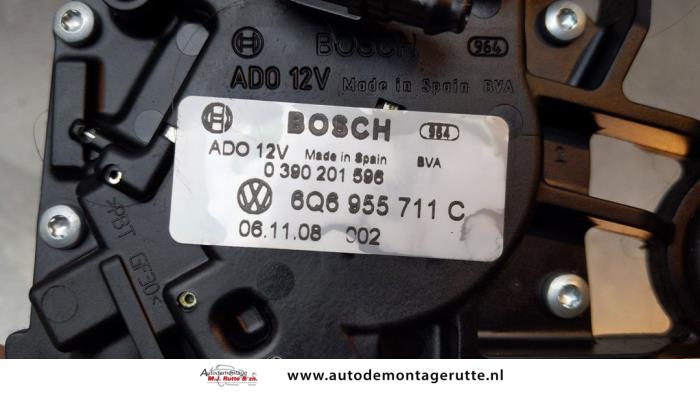 BOSCH 964
ADO 12V Made in Spain BVA
BOSCH 964
ADO 12V Made in Spain BVA
0 390 201 596
6Q6 955 711 C
06.11.08 002
>PBT GF30<
Autodemontage
M.J. Rutte & zn.
www.autodemontagerutte.nl